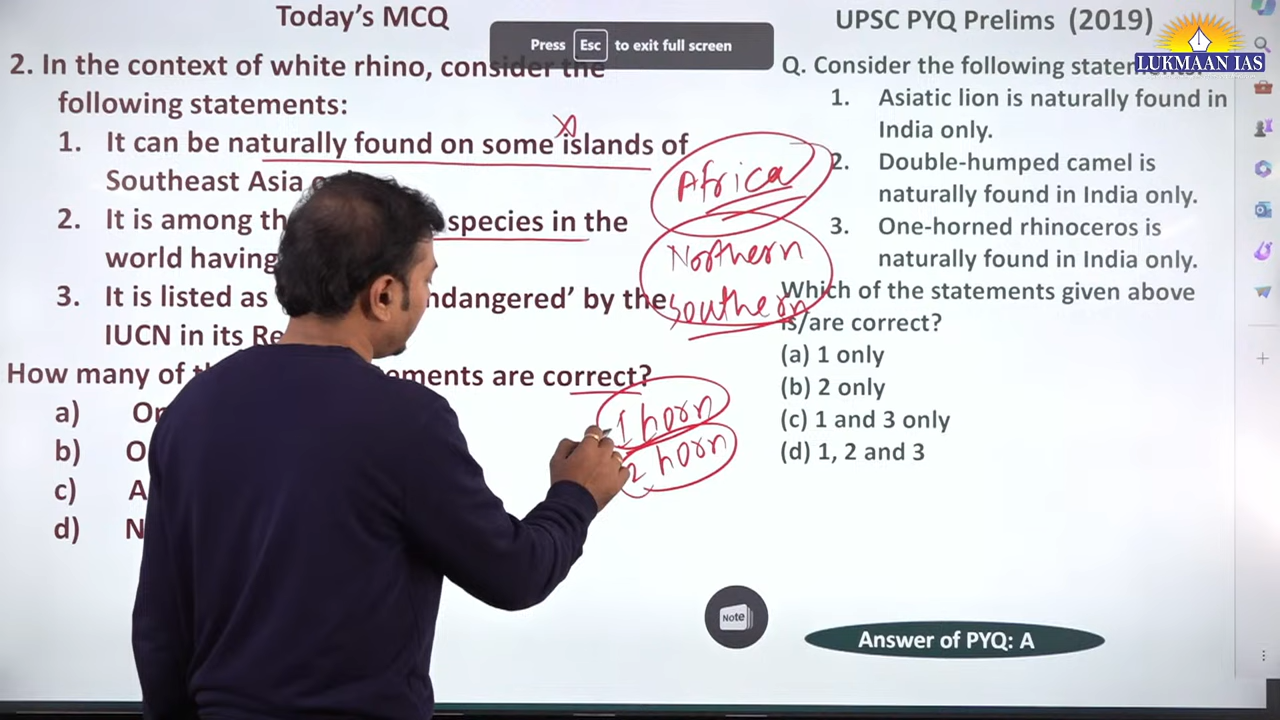 Today's MCQ
2. In the context of white rhino, consider the
following statements:
1. It can be naturally found on some islands of
Southeast Asia
2. It is among th species in the
world having
3. It is listed as ndangered' by the
IUCN in its Re
How many of ements are correct?
a) On
b) O
c) A
d) N
Press Esc to exit full screen
Africa
Northern
Southern
1 horn
2 horn
UPSC PYQ Prelims (2019)
LUKMAAN IAS
Q. Consider the following statements:
1. Asiatic lion is naturally found in
India only.
2. Double-humped camel is
naturally found in India only.
3. One-horned rhinoceros is
naturally found in India only.
Which of the statements given above
is/are correct?
(a) 1 only
(b) 2 only
(c) 1 and 3 only
(d) 1, 2 and 3
Note
Answer of PYQ: A